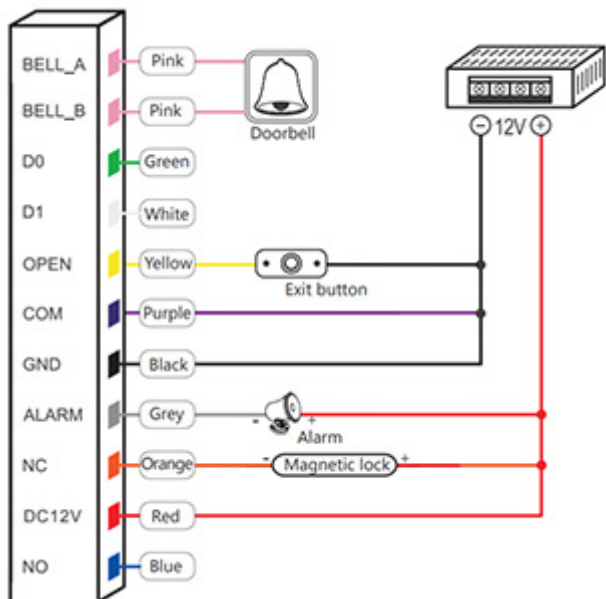 BELL_A Pink
BELL_B Pink
Doorbell
- 12V +
D0 Green
D1 White
OPEN Yellow
Exit button
COM Purple
GND Black
ALARM Grey - +
Alarm
NC Orange - Magnetic lock +
DC12V Red
NO Blue